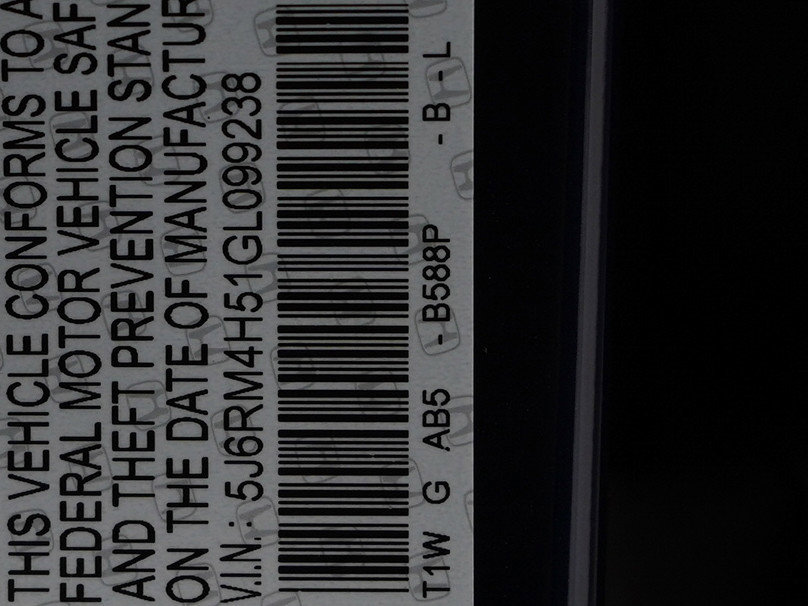 THIS VEHICLE CONFORMS TO A
FEDERAL MOTOR VEHICLE SAF
AND THEFT PREVENTION STAN
ON THE DATE OF MANUFACTUR
V.I.N.: 5J6RM4H51GL099238
T1W G AB5 - B588P - B - L